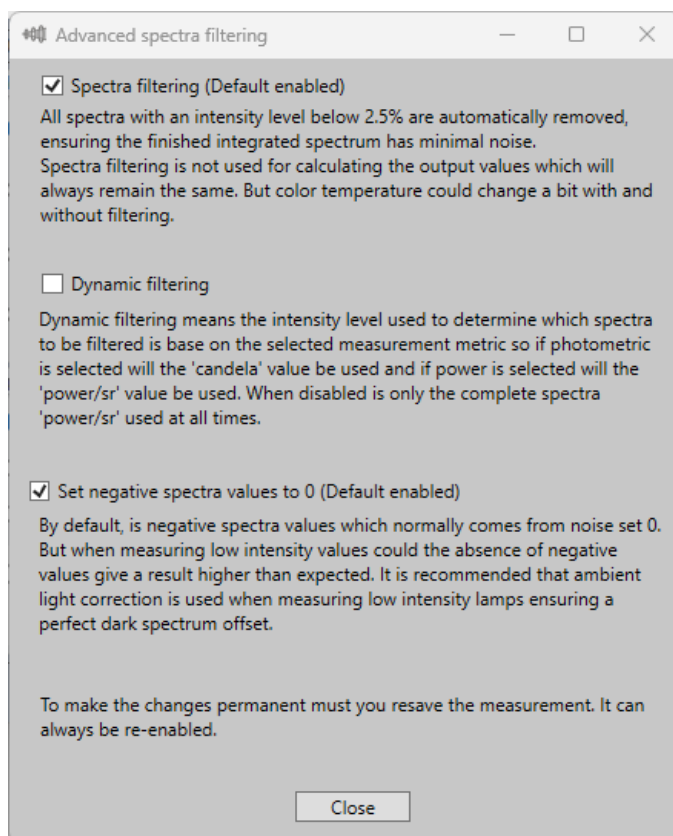 Advanced spectra filtering
Spectra filtering (Default enabled)
All spectra with an intensity level below 2.5% are automatically removed,
ensuring the finished integrated spectrum has minimal noise.
Spectra filtering is not used for calculating the output values which will
always remain the same. But color temperature could change a bit with and
without filtering.
Dynamic filtering
Dynamic filtering means the intensity level used to determine which spectra
to be filtered is base on the selected measurement metric so if photometric
is selected will the 'candela' value be used and if power is selected will the
'power/sr' value be used. When disabled is only the complete spectra
'power/sr' used at all times.
Set negative spectra values to 0 (Default enabled)
By default, is negative spectra values which normally comes from noise set 0.
But when measuring low intensity values could the absence of negative
values give a result higher than expected. It is recommended that ambient
light correction is used when measuring low intensity lamps ensuring a
perfect dark spectrum offset.
To make the changes permanent must you resave the measurement. It can
always be re-enabled.
Close